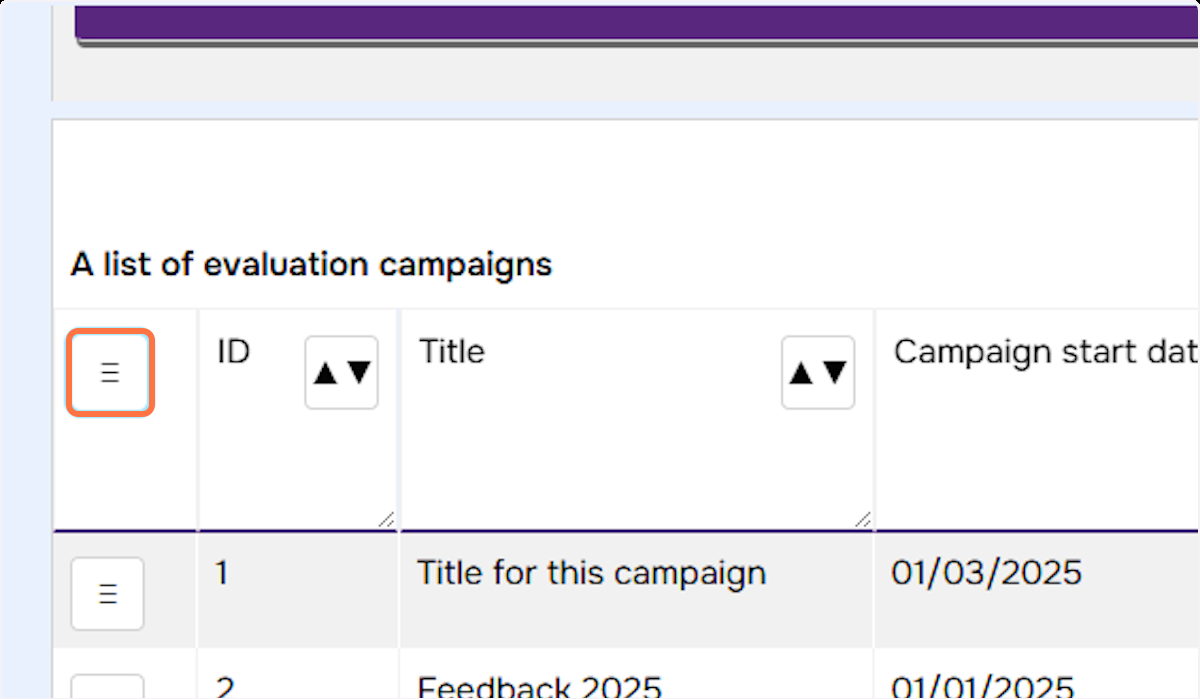 A list of evaluation campaigns
ID ▲▼ Title ▲▼ Campaign start dat
1 Title for this campaign 01/03/2025
2 Feedback 2025 01/01/2025